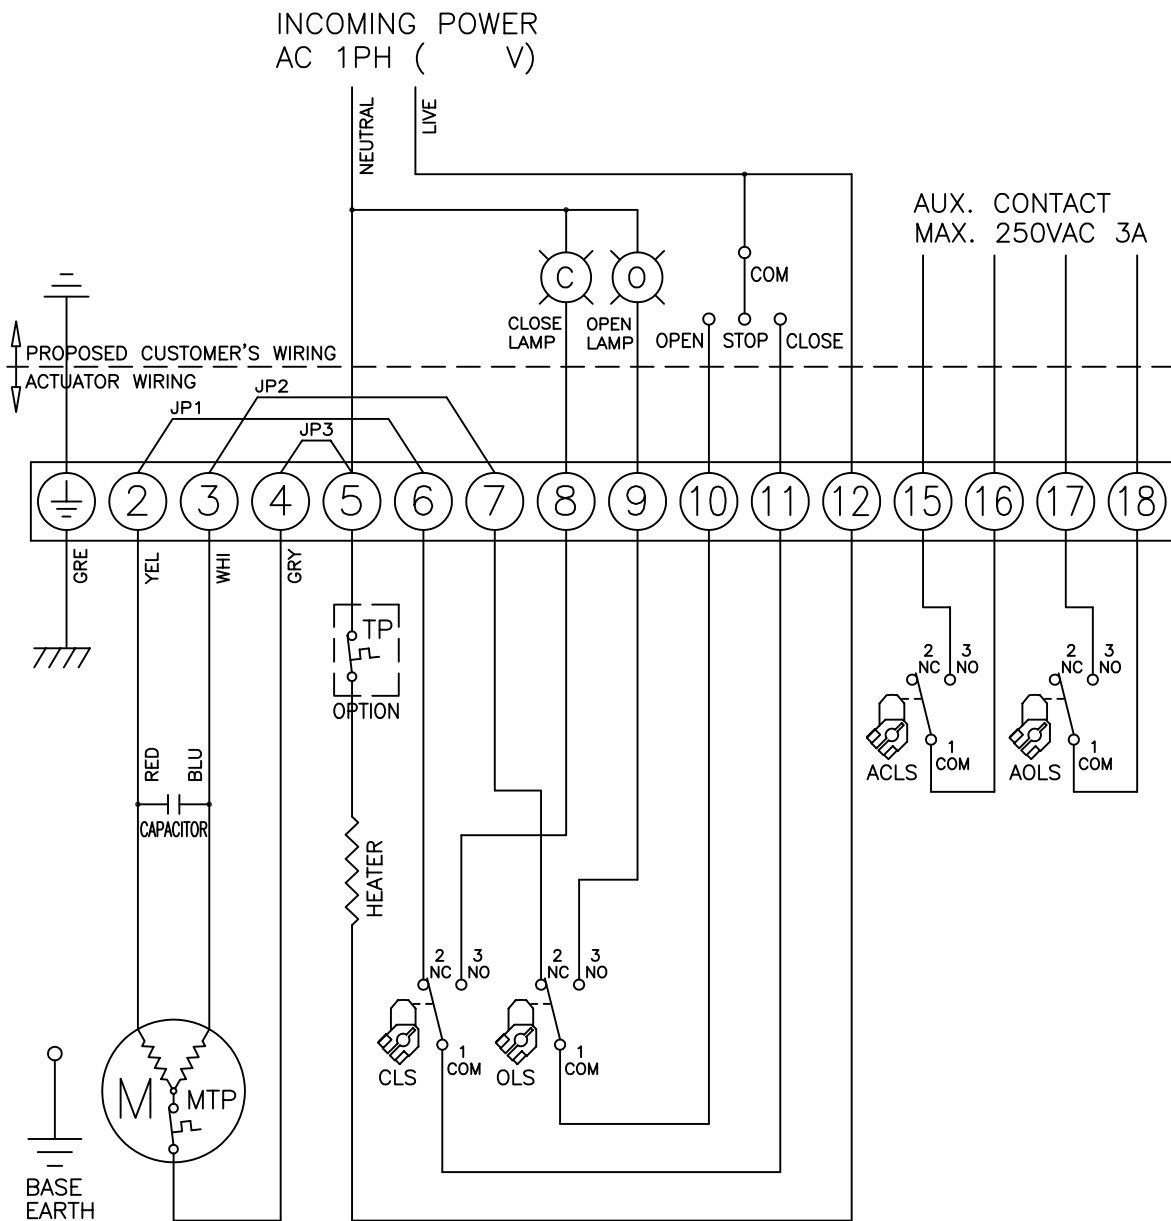 INCOMING POWER
AC 1PH ( V)
NEUTRAL
LIVE
AUX. CONTACT
MAX. 250VAC 3A
C
O
COM
CLOSE
LAMP
OPEN
LAMP
OPEN
STOP
CLOSE
PROPOSED CUSTOMER'S WIRING
ACTUATOR WIRING
JP1
JP2
JP3
2
3
4
5
6
7
8
9
10
11
12
15
16
17
18
GRE
YEL
WHI
GRY
TP
OPTION
2
NC
3
NO
1
COM
ACLS
2
NC
3
NO
1
COM
AOLS
RED
BLU
CAPACITOR
HEATER
2
NC
3
NO
1
COM
CLS
2
NC
3
NO
1
COM
OLS
M
MTP
BASE
EARTH